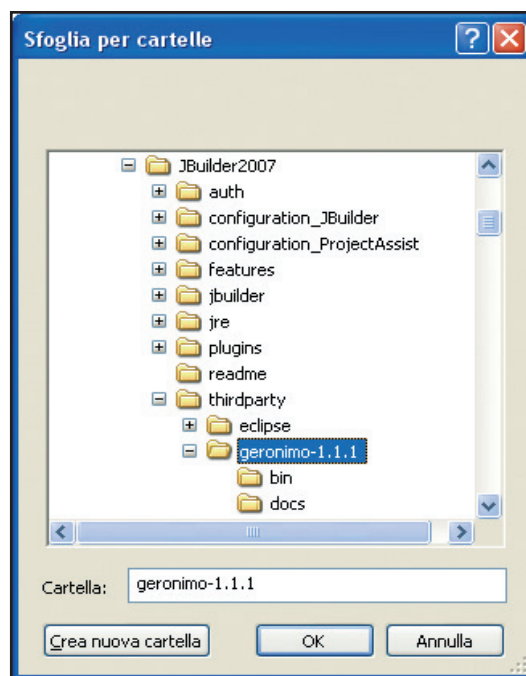 Sfoglia per cartelle
JBuilder2007
auth
configuration_JBuilder
configuration_ProjectAssist
features
jbuilder
jre
plugins
readme
thirdparty
eclipse
geronimo-1.1.1
bin
docs
Cartella: geronimo-1.1.1
Crea nuova cartella OK Annulla